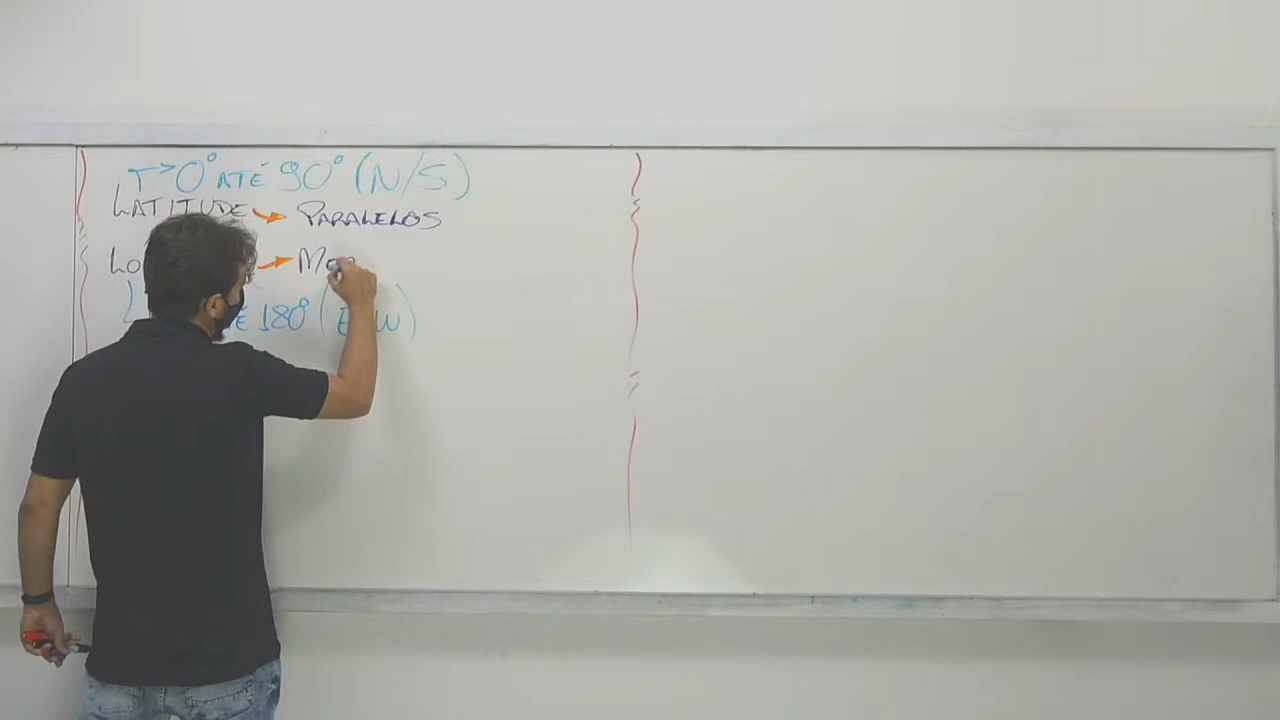 0° ATÉ 90° (N/S)
LATITUDE → PARALELOS
LO → M
É 180° (E W)